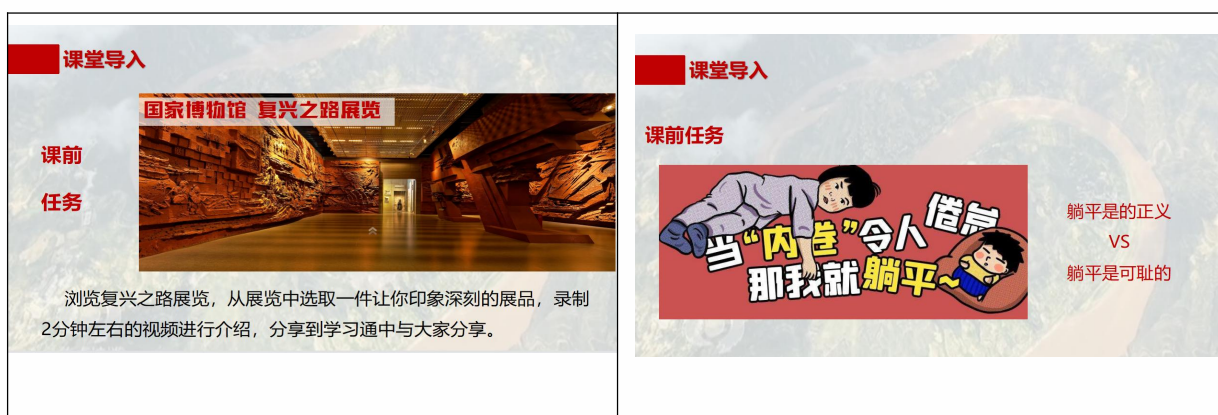 课堂导入
国家博物馆 复兴之路展览
课前
任务
浏览复兴之路展览，从展览中选取一件让你印象深刻的展品，录制
2分钟左右的视频进行介绍，分享到学习通中与大家分享。
课堂导入
课前任务
当“内卷”令人倦怠
那我就躺平~
躺平是的正义
VS
躺平是可耻的